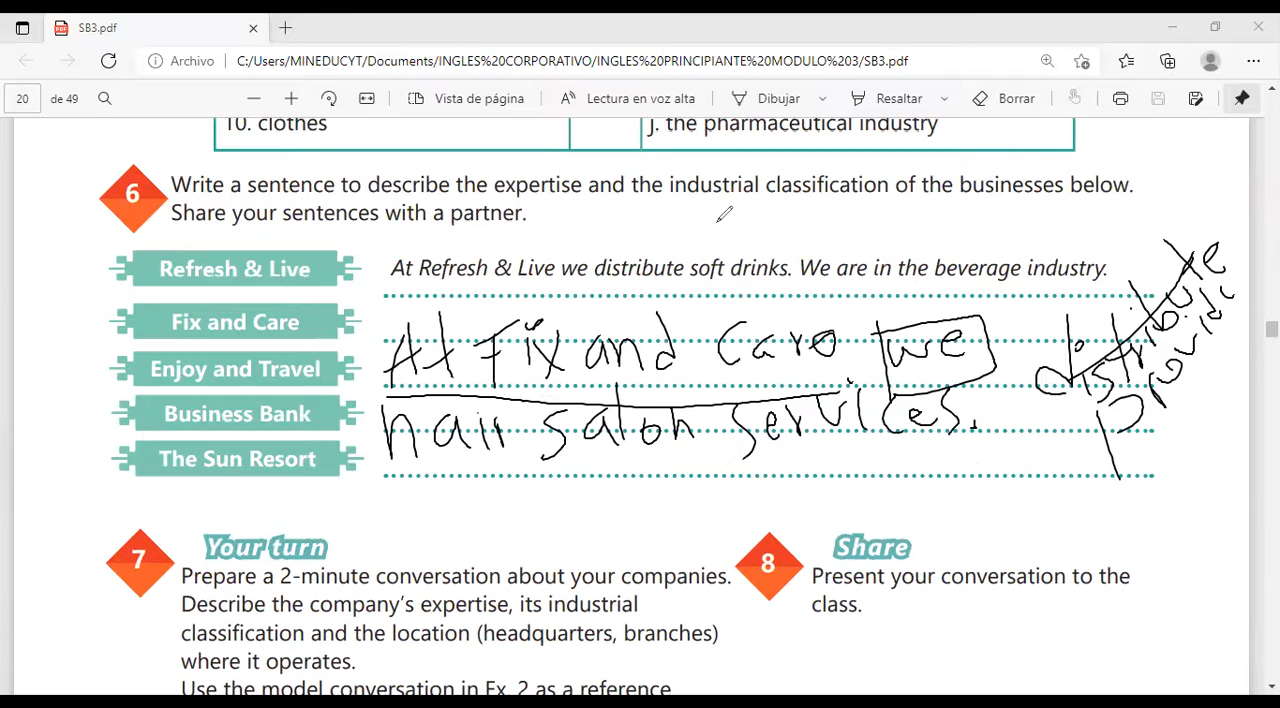 SB3.pdf
Archivo C:/Users/MINEDUCYT/Documents/INGLES%20CORPORATIVO/INGLES%20PRINCIPIANTE%20MODULO%203/SB3.pdf
20 de 49 Vista de página Lectura en voz alta Dibujar Resaltar Borrar
10. clothes J. the pharmaceutical industry
6 Write a sentence to describe the expertise and the industrial classification of the businesses below.
Share your sentences with a partner.
Refresh & Live At Refresh & Live we distribute soft drinks. We are in the beverage industry.
Fix and Care
At Fix and Care we distribute
provide
Enjoy and Travel
hair salon services.
Business Bank
The Sun Resort
7 Your turn
Prepare a 2-minute conversation about your companies.
Describe the company's expertise, its industrial
classification and the location (headquarters, branches)
where it operates.
Use the model conversation in Ex. 2 as a reference
8 Share
Present your conversation to the
class.